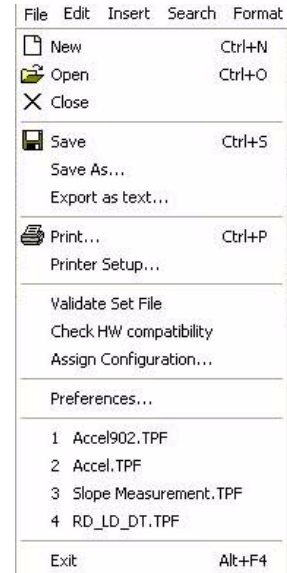 File Edit Insert Search Format
New Ctrl+N
Open Ctrl+O
Close
Save Ctrl+S
Save As...
Export as text...
Print... Ctrl+P
Printer Setup...
Validate Set File
Check HW compatibility
Assign Configuration...
Preferences...
1 Accel902.TPF
2 Accel.TPF
3 Slope Measurement.TPF
4 RD_LD_DT.TPF
Exit Alt+F4